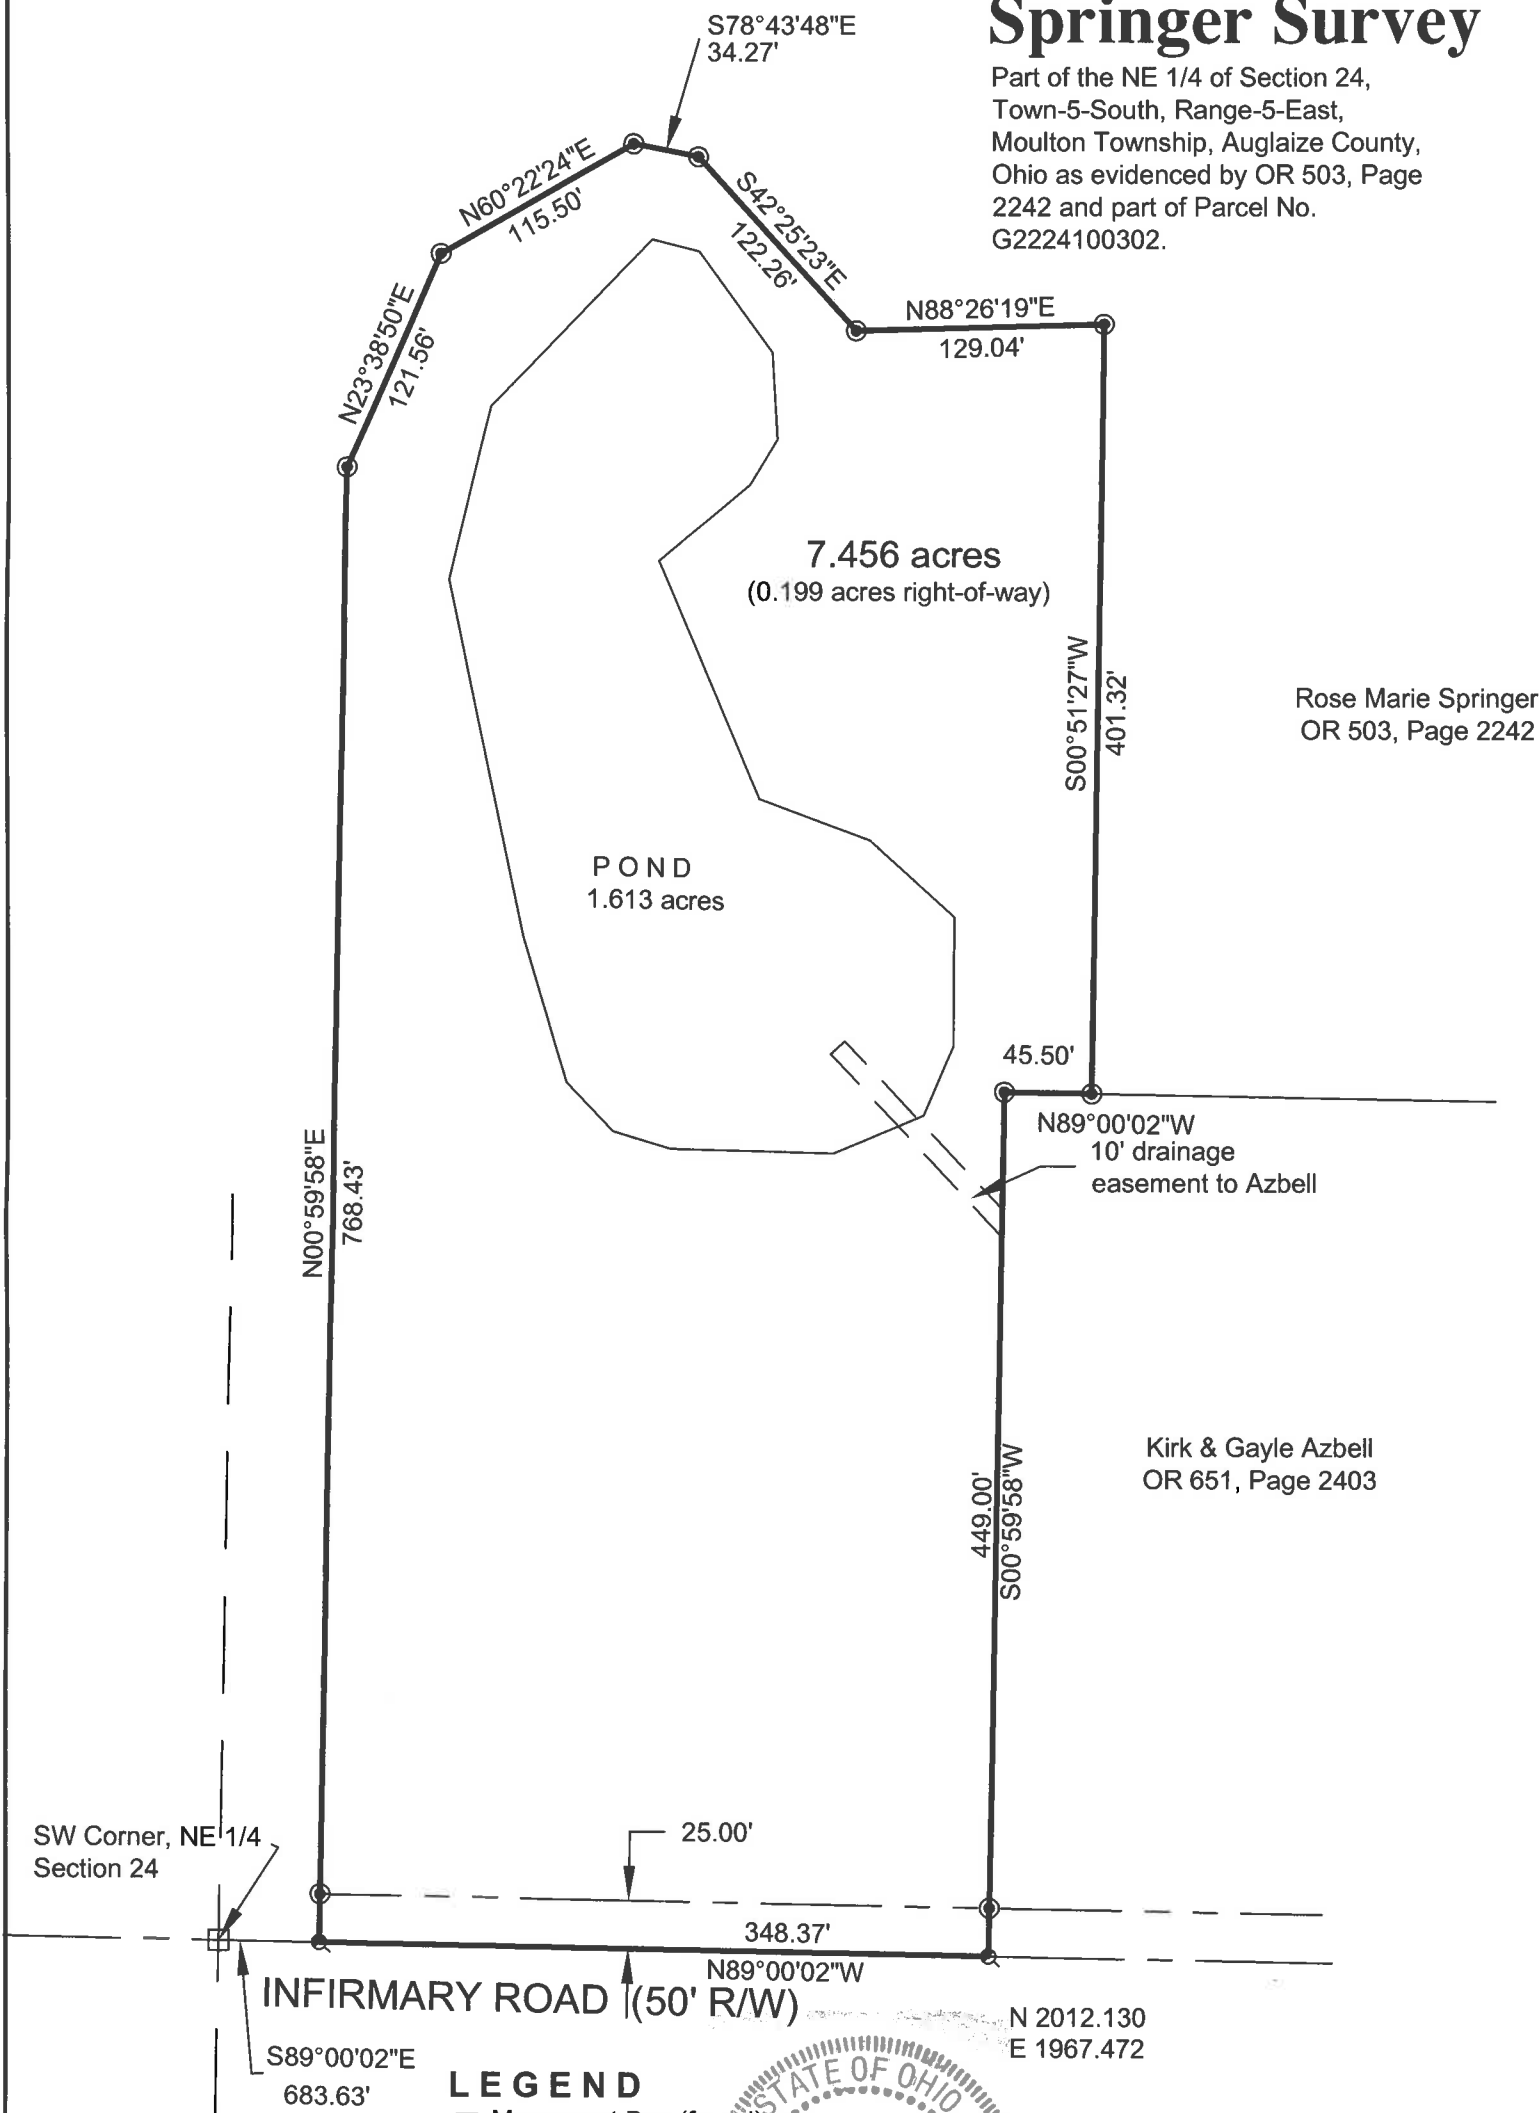 Springer Survey
Part of the NE 1/4 of Section 24,
Town-5-South, Range-5-East,
Moulton Township, Auglaize County,
Ohio as evidenced by OR 503, Page
2242 and part of Parcel No.
G2224100302.
S78°43'48"E
34.27'
N60°22'24"E
115.50'
S42°25'23"E
122.26'
N88°26'19"E
129.04'
N23°38'50"E
121.56'
7.456 acres
(0.199 acres right-of-way)
S00°51'27"W
401.32'
Rose Marie Springer
OR 503, Page 2242
POND
1.613 acres
45.50'
N89°00'02"W
10' drainage
easement to Azbell
N00°59'58"E
768.43'
Kirk & Gayle Azbell
OR 651, Page 2403
449.00'
S00°59'58"W
SW Corner, NE 1/4
Section 24
25.00'
348.37'
N89°00'02"W
INFIRMARY ROAD (50' R/W)
N 2012.130
E 1967.472
S89°00'02"E
683.63'
LEGEND
STATE OF OHIO